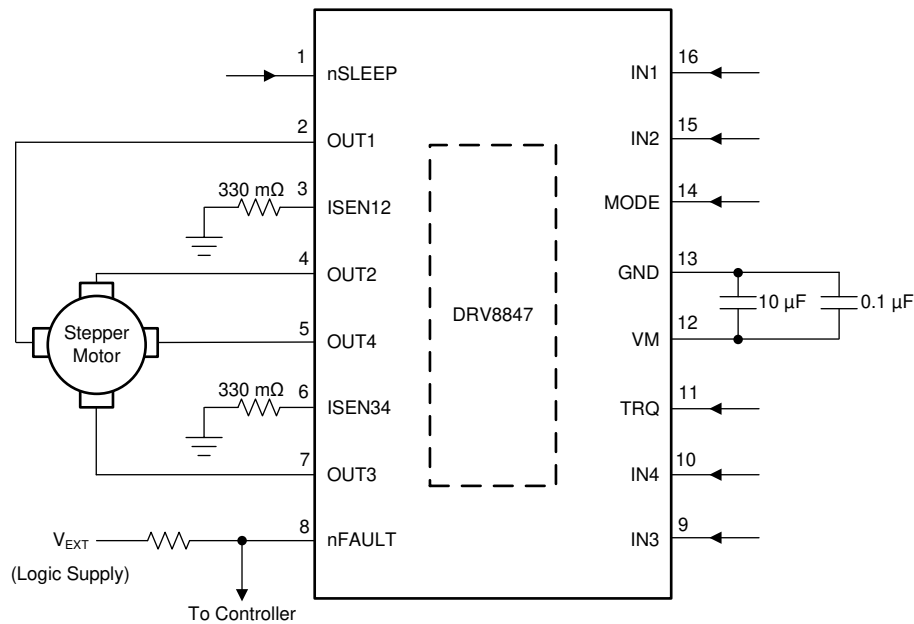 1
nSLEEP
2
OUT1
330 mΩ
3
ISEN12
4
OUT2
Stepper
Motor
5
OUT4
330 mΩ
6
ISEN34
7
OUT3
V_EXT
(Logic Supply)
8
nFAULT
To Controller
DRV8847
16
IN1
15
IN2
14
MODE
13
GND
10 µF
0.1 µF
12
VM
11
TRQ
10
IN4
9
IN3